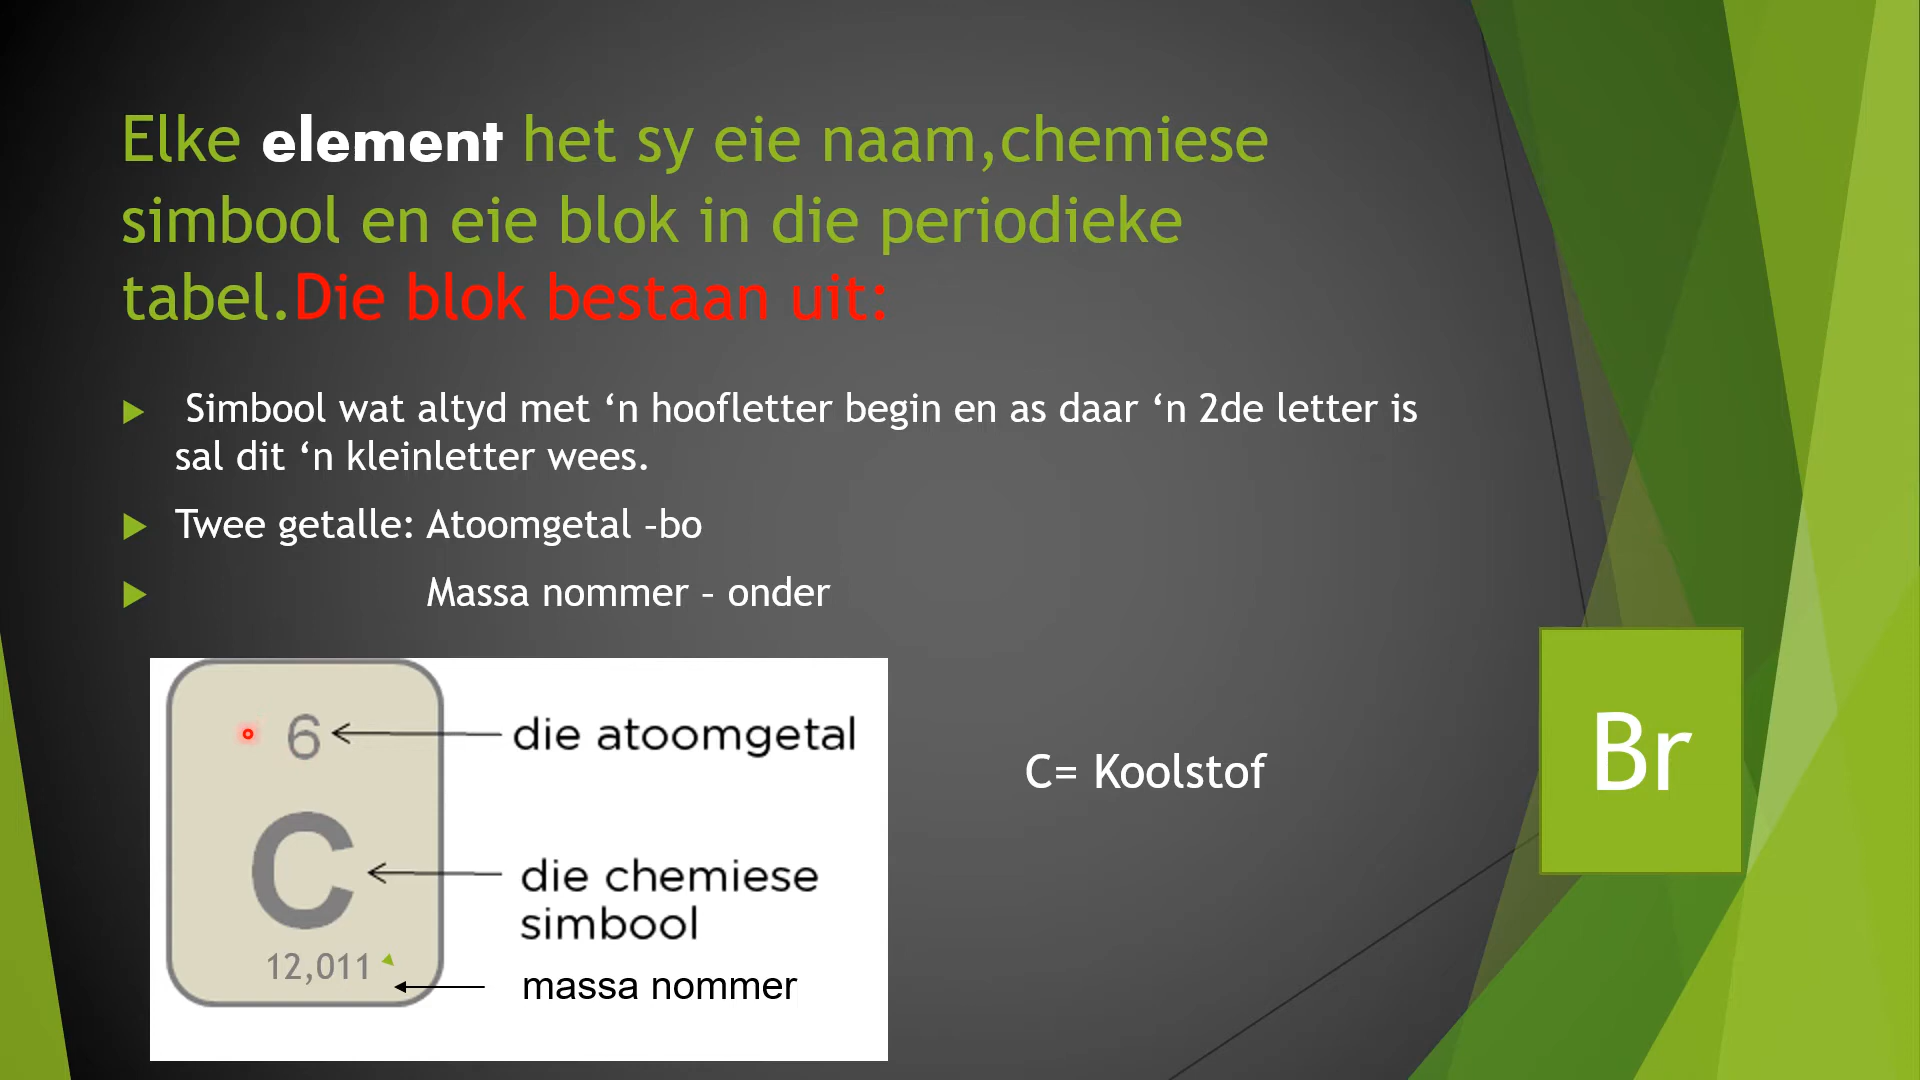 Elke element het sy eie naam,chemiese
simbool en eie blok in die periodieke
tabel.Die blok bestaan uit:
Simbool wat altyd met ‘n hoofletter begin en as daar ‘n 2de letter is
sal dit ‘n kleinletter wees.
Twee getalle: Atoomgetal –bo
Massa nommer – onder
6
die atoomgetal
C
die chemiese
simbool
12,011
massa nommer
C= Koolstof
Br